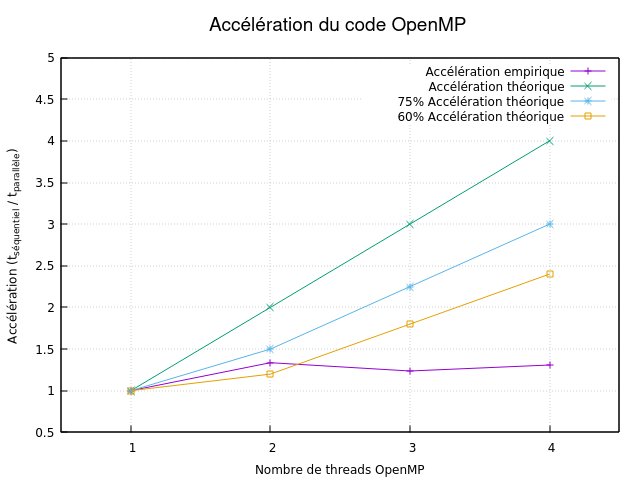 Accélération du code OpenMP
Accélération empirique
Accélération théorique
75% Accélération théorique
60% Accélération théorique
5
4.5
4
3.5
3
2.5
2
1.5
1
0.5
Accélération (tséquentiel / tparallèle)
1 2 3 4
Nombre de threads OpenMP